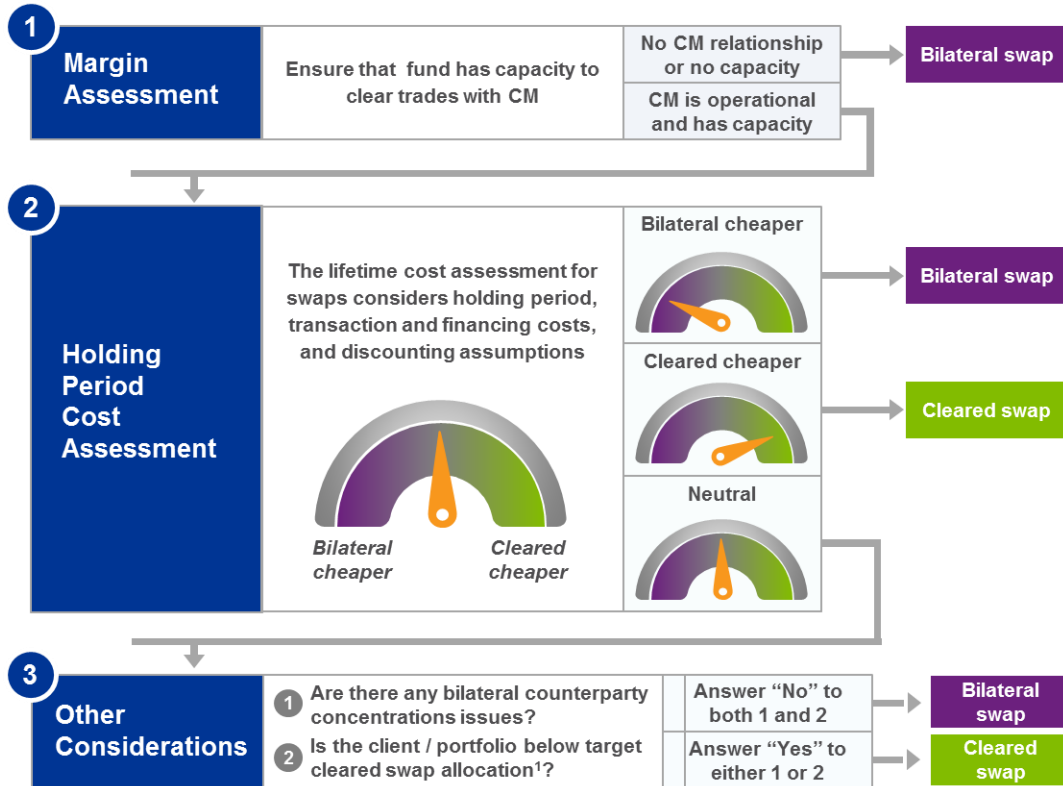 1
Margin
Assessment
Ensure that fund has capacity to
clear trades with CM
No CM relationship
or no capacity
Bilateral swap
CM is operational
and has capacity
2
Holding
Period
Cost
Assessment
The lifetime cost assessment for
swaps considers holding period,
transaction and financing costs,
and discounting assumptions
Bilateral
cheaper
Cleared
cheaper
Bilateral cheaper
Bilateral swap
Cleared cheaper
Cleared swap
Neutral
3
Other
Considerations
1 Are there any bilateral counterparty
concentrations issues?
2 Is the client / portfolio below target
cleared swap allocation¹?
Answer “No” to
both 1 and 2
Bilateral
swap
Answer “Yes” to
either 1 or 2
Cleared
swap